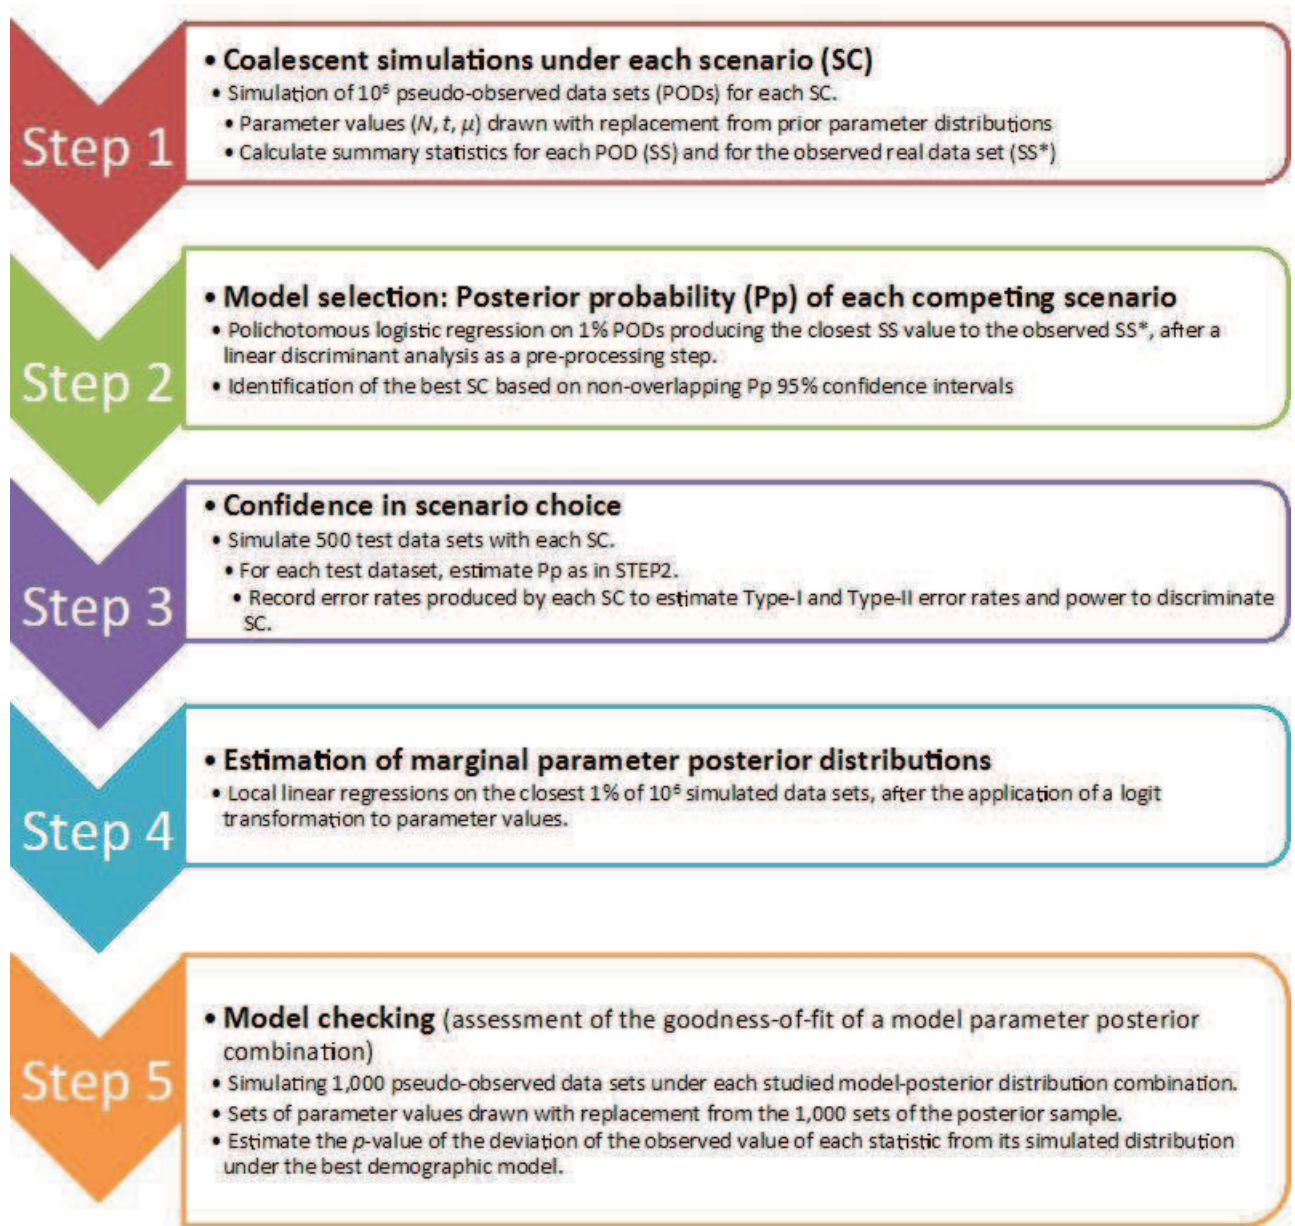 Step 1
• Coalescent simulations under each scenario (SC)
• Simulation of 10⁶ pseudo-observed data sets (PODs) for each SC.
• Parameter values (N, t, μ) drawn with replacement from prior parameter distributions
• Calculate summary statistics for each POD (SS) and for the observed real data set (SS*)
Step 2
• Model selection: Posterior probability (Pp) of each competing scenario
• Polichotomous logistic regression on 1% PODs producing the closest SS value to the observed SS*, after a
linear discriminant analysis as a pre-processing step.
• Identification of the best SC based on non-overlapping Pp 95% confidence intervals
Step 3
• Confidence in scenario choice
• Simulate 500 test data sets with each SC.
• For each test dataset, estimate Pp as in STEP2.
• Record error rates produced by each SC to estimate Type-I and Type-II error rates and power to discriminate
SC.
Step 4
• Estimation of marginal parameter posterior distributions
• Local linear regressions on the closest 1% of 10⁶ simulated data sets, after the application of a logit
transformation to parameter values.
Step 5
• Model checking (assessment of the goodness-of-fit of a model parameter posterior
combination)
• Simulating 1,000 pseudo-observed data sets under each studied model-posterior distribution combination.
• Sets of parameter values drawn with replacement from the 1,000 sets of the posterior sample.
• Estimate the p-value of the deviation of the observed value of each statistic from its simulated distribution
under the best demographic model.